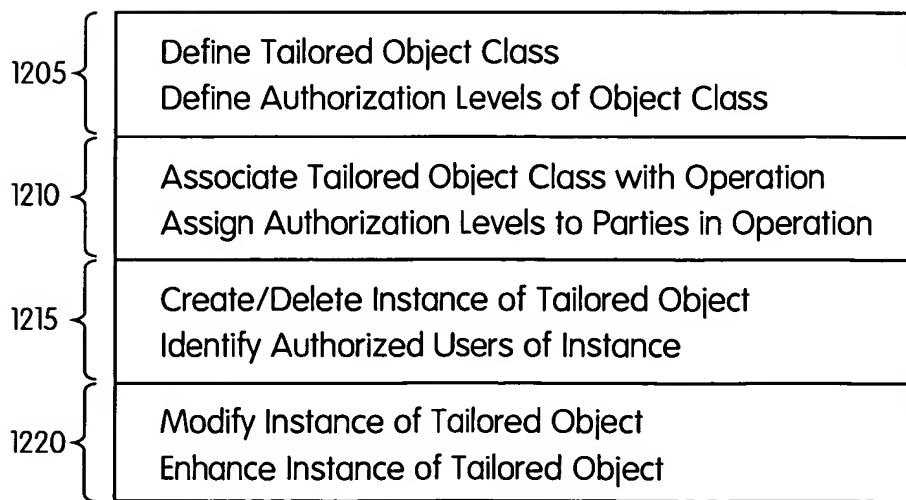 1205
Define Tailored Object Class
Define Authorization Levels of Object Class
1210
Associate Tailored Object Class with Operation
Assign Authorization Levels to Parties in Operation
1215
Create/Delete Instance of Tailored Object
Identify Authorized Users of Instance
1220
Modify Instance of Tailored Object
Enhance Instance of Tailored Object